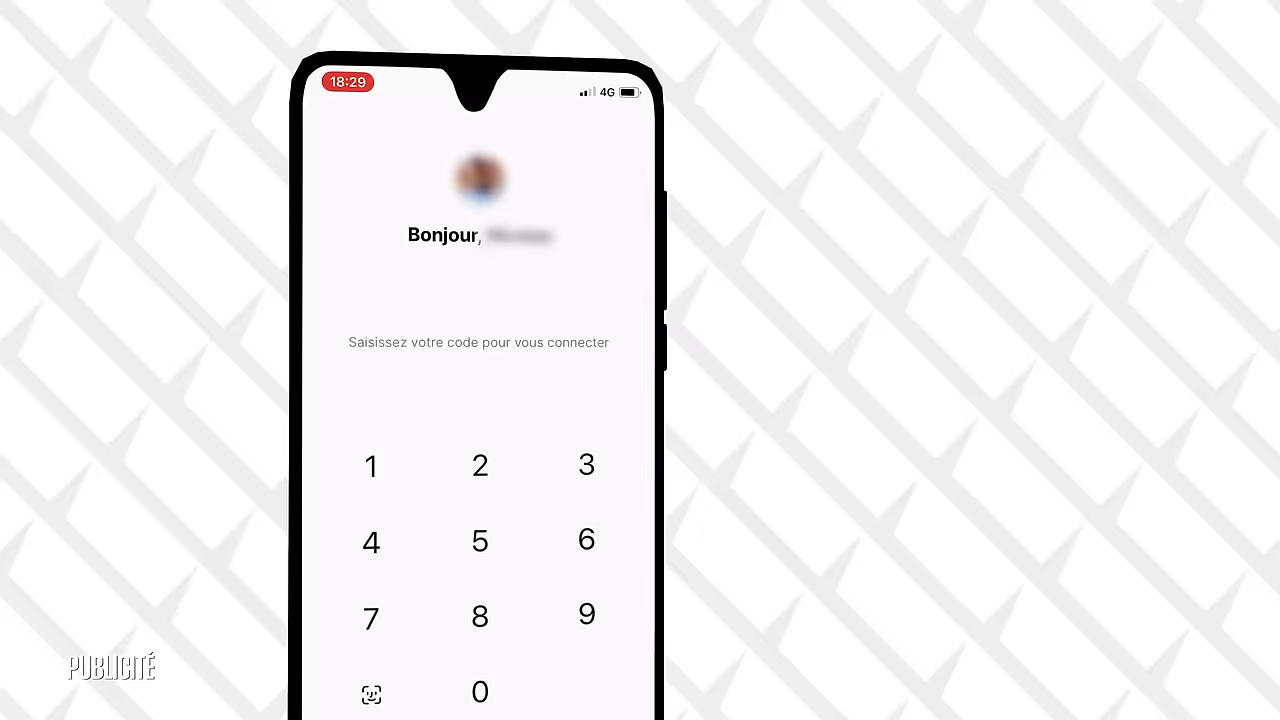 18:29
4G
Bonjour,
Saisissez votre code pour vous connecter
1 2 3
4 5 6
7 8 9
0
PUBLICITÉ